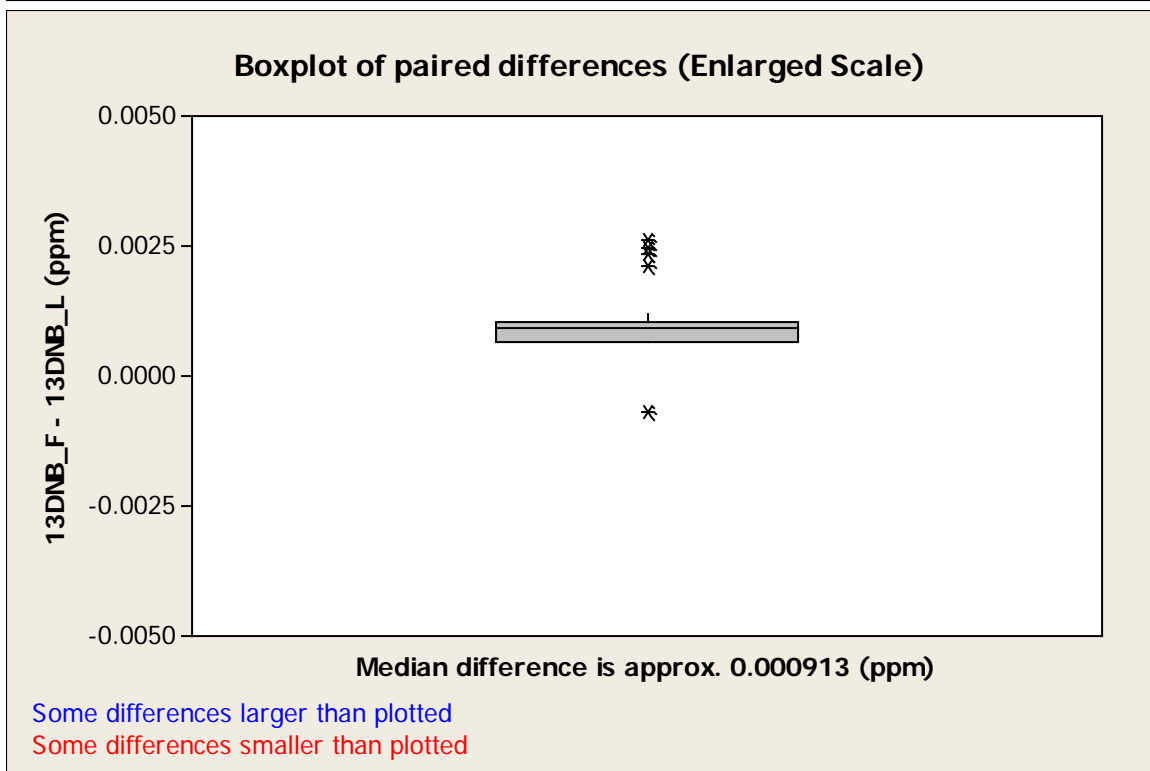 Boxplot of paired differences (Enlarged Scale)
0.0050
0.0025
0.0000
-0.0025
-0.0050
13DNB_F - 13DNB_L (ppm)
Median difference is approx. 0.000913 (ppm)
Some differences larger than plotted
Some differences smaller than plotted